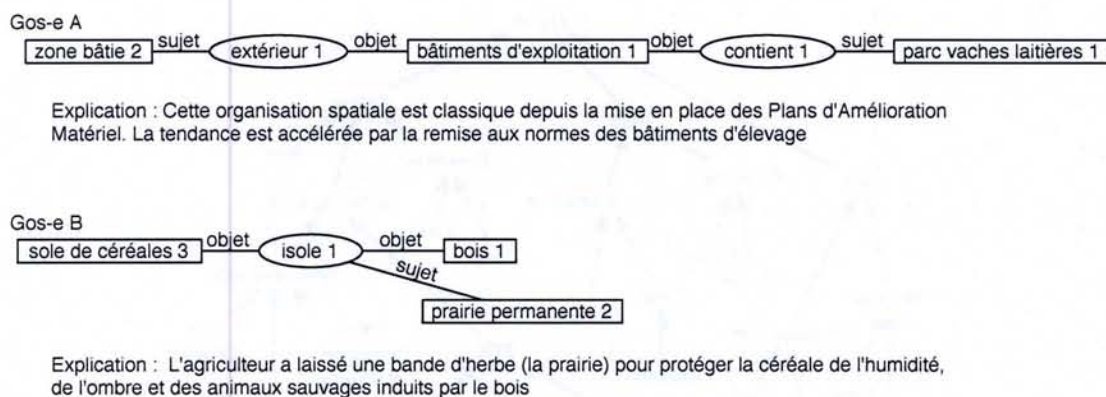 Gos-e A
zone bâtie 2 sujet extérieur 1 objet bâtiments d'exploitation 1 objet contient 1 sujet parc vaches laitières 1
Explication : Cette organisation spatiale est classique depuis la mise en place des Plans d'Amélioration
Matériel. La tendance est accélérée par la remise aux normes des bâtiments d'élevage
Gos-e B
sole de céréales 3 objet isole 1 objet bois 1
sujet
prairie permanente 2
Explication : L'agriculteur a laissé une bande d'herbe (la prairie) pour protéger la céréale de l'humidité,
de l'ombre et des animaux sauvages induits par le bois